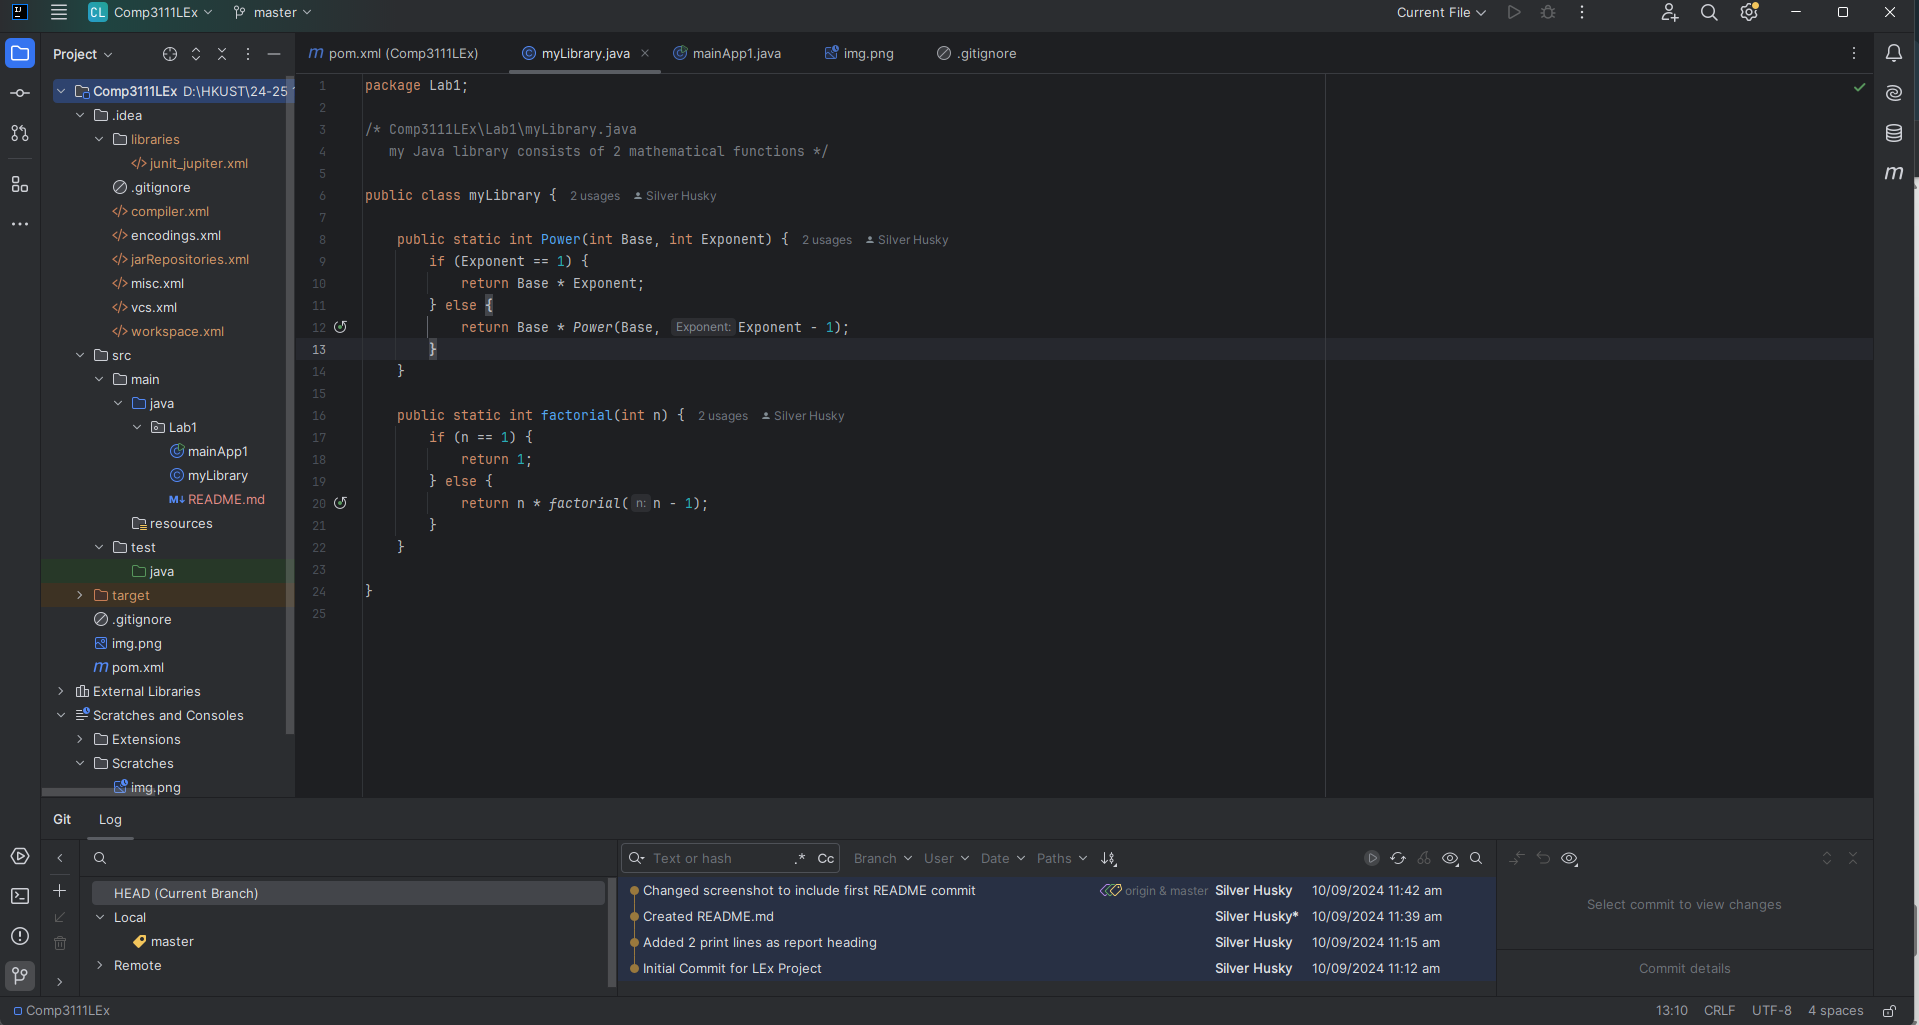 CL Comp3111LEx master Current File
Project
pom.xml (Comp3111LEx) myLibrary.java mainApp1.java img.png .gitignore
Comp3111LEx D:\HKUST\24-25
.idea
libraries
junit_jupiter.xml
.gitignore
compiler.xml
encodings.xml
jarRepositories.xml
misc.xml
vcs.xml
workspace.xml
src
main
java
Lab1
mainApp1
myLibrary
README.md
resources
test
java
target
.gitignore
img.png
pom.xml
External Libraries
Scratches and Consoles
Extensions
Scratches
img.png
1 package Lab1;
2
3 /* Comp3111LEx\Lab1\myLibrary.java
4 my Java library consists of 2 mathematical functions */
5
6 public class myLibrary { 2 usages Silver Husky
7
8 public static int Power(int Base, int Exponent) { 2 usages Silver Husky
9 if (Exponent == 1) {
10 return Base * Exponent;
11 } else {
12 return Base * Power(Base, Exponent: Exponent - 1);
13 }
14 }
15
16 public static int factorial(int n) { 2 usages Silver Husky
17 if (n == 1) {
18 return 1;
19 } else {
20 return n * factorial( n: n - 1);
21 }
22 }
23
24 }
25
Git Log
HEAD (Current Branch)
Local
master
Remote
Text or hash .* Cc Branch User Date Paths
Changed screenshot to include first README commit origin & master Silver Husky 10/09/2024 11:42 am
Created README.md Silver Husky* 10/09/2024 11:39 am
Added 2 print lines as report heading Silver Husky 10/09/2024 11:15 am
Initial Commit for LEx Project Silver Husky 10/09/2024 11:12 am
Select commit to view changes
Commit details
Comp3111LEx 13:10 CRLF UTF-8 4 spaces